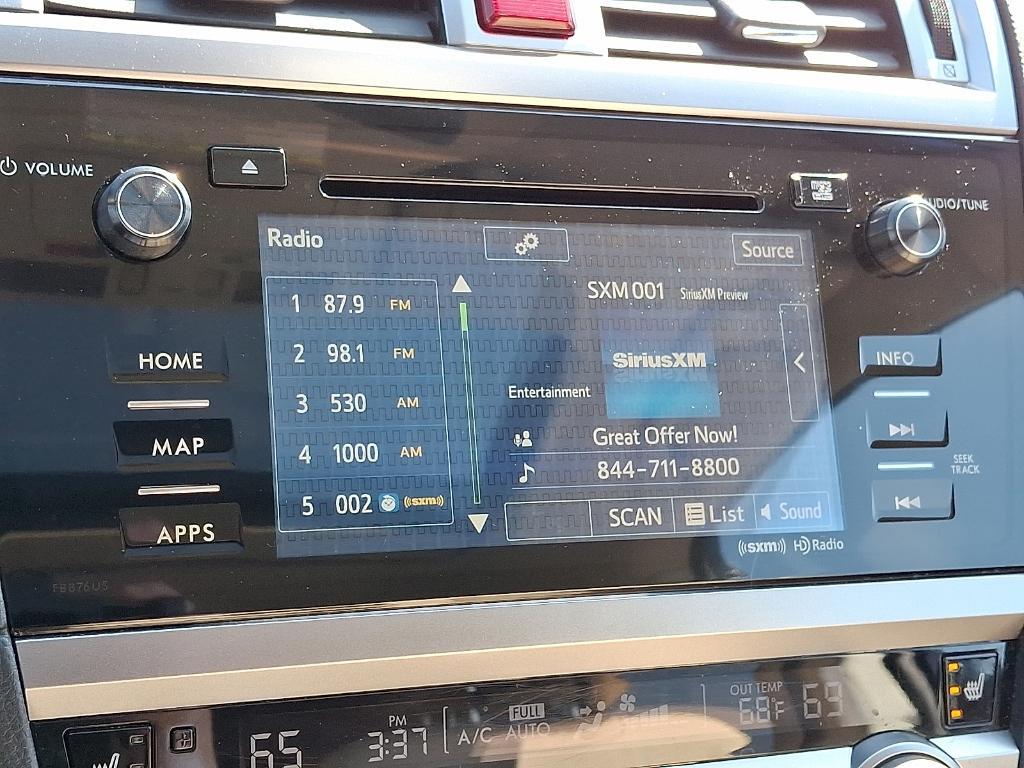 VOLUME
AUDIO/TUNE
Radio
Source
SXM 001 SiriusXM Preview
1 87.9 FM
2 98.1 FM
3 530 AM
4 1000 AM
5 002 ((sxm))
SiriusXM
Entertainment
Great Offer Now!
844-711-8800
SCAN List Sound
((sxm)) HD Radio
HOME
MAP
APPS
INFO
SEEK
TRACK
FB876US
65
PM
3:37
A/C
FULL
AUTO
OUT TEMP
68°F
69